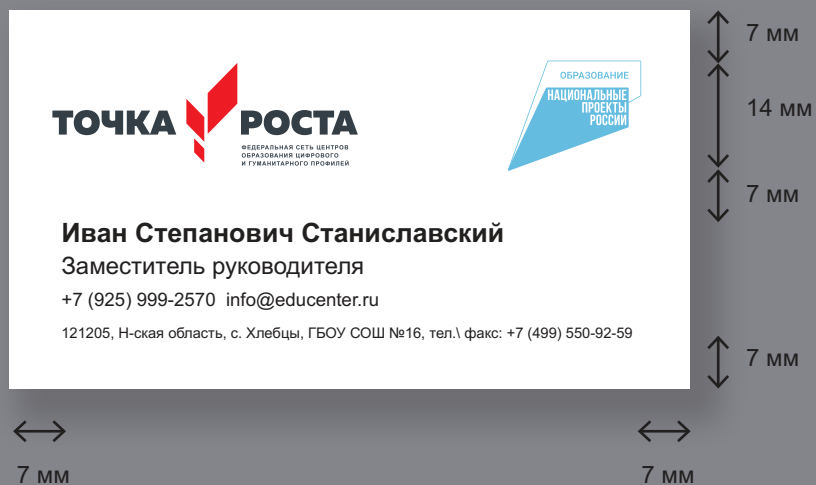 ТОЧКА РОСТА
ФЕДЕРАЛЬНАЯ СЕТЬ ЦЕНТРОВ
ОБРАЗОВАНИЯ ЦИФРОВОГО
И ГУМАНИТАРНОГО ПРОФИЛЕЙ
ОБРАЗОВАНИЕ
НАЦИОНАЛЬНЫЕ
ПРОЕКТЫ
РОССИИ
Иван Степанович Станиславский
Заместитель руководителя
+7 (925) 999-2570 info@educenter.ru
121205, Н-ская область, с. Хлебцы, ГБОУ СОШ №16, тел.\ факс: +7 (499) 550-92-59
7 мм
14 мм
7 мм
7 мм
7 мм
7 мм